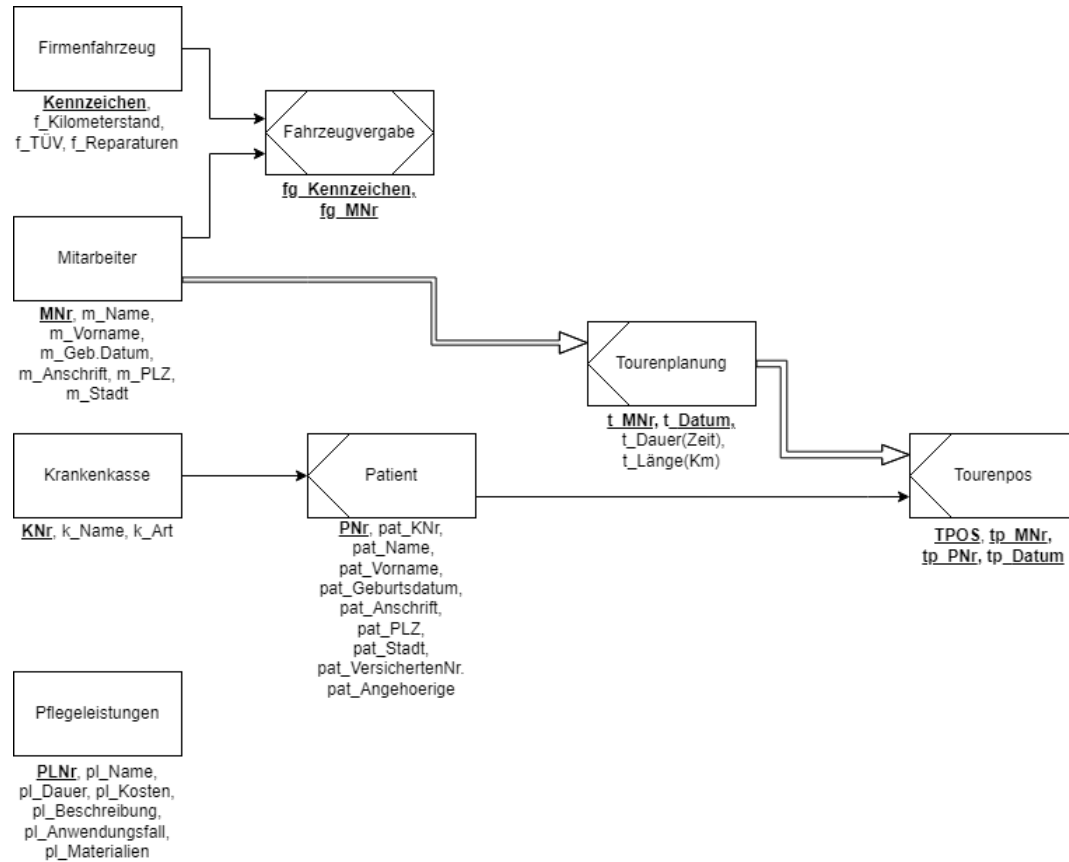 Firmenfahrzeug
Kennzeichen,
f_Kilometerstand,
f_TÜV, f_Reparaturen
Fahrzeugvergabe
fg_Kennzeichen,
fg_MNr
Mitarbeiter
MNr, m_Name,
m_Vorname,
m_Geb.Datum,
m_Anschrift, m_PLZ,
m_Stadt
Tourenplanung
t_MNr, t_Datum,
t_Dauer(Zeit),
t_Länge(Km)
Krankenkasse
KNr, k_Name, k_Art
Patient
PNr, pat_KNr,
pat_Name,
pat_Vorname,
pat_Geburtsdatum,
pat_Anschrift,
pat_PLZ,
pat_Stadt,
pat_VersichertenNr.
pat_Angehoerige
Tourenpos
TPOS, tp_MNr,
tp_PNr, tp_Datum
Pflegeleistungen
PLNr, pl_Name,
pl_Dauer, pl_Kosten,
pl_Beschreibung,
pl_Anwendungsfall,
pl_Materialien